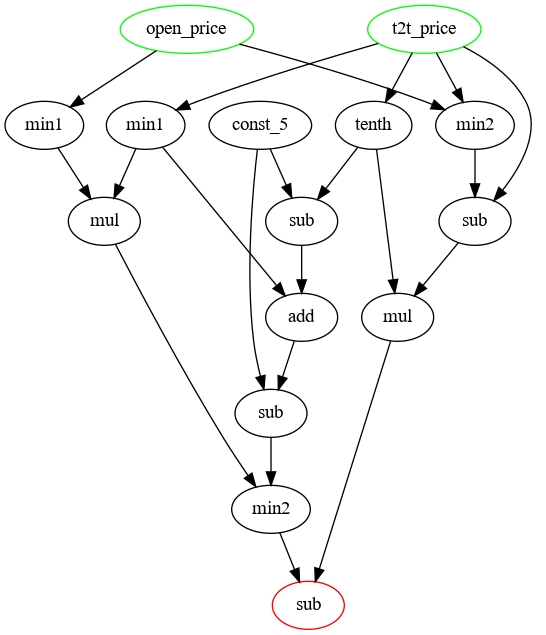 open_price
t2t_price
min1
min1
const_5
tenth
min2
mul
sub
sub
add
mul
sub
min2
sub